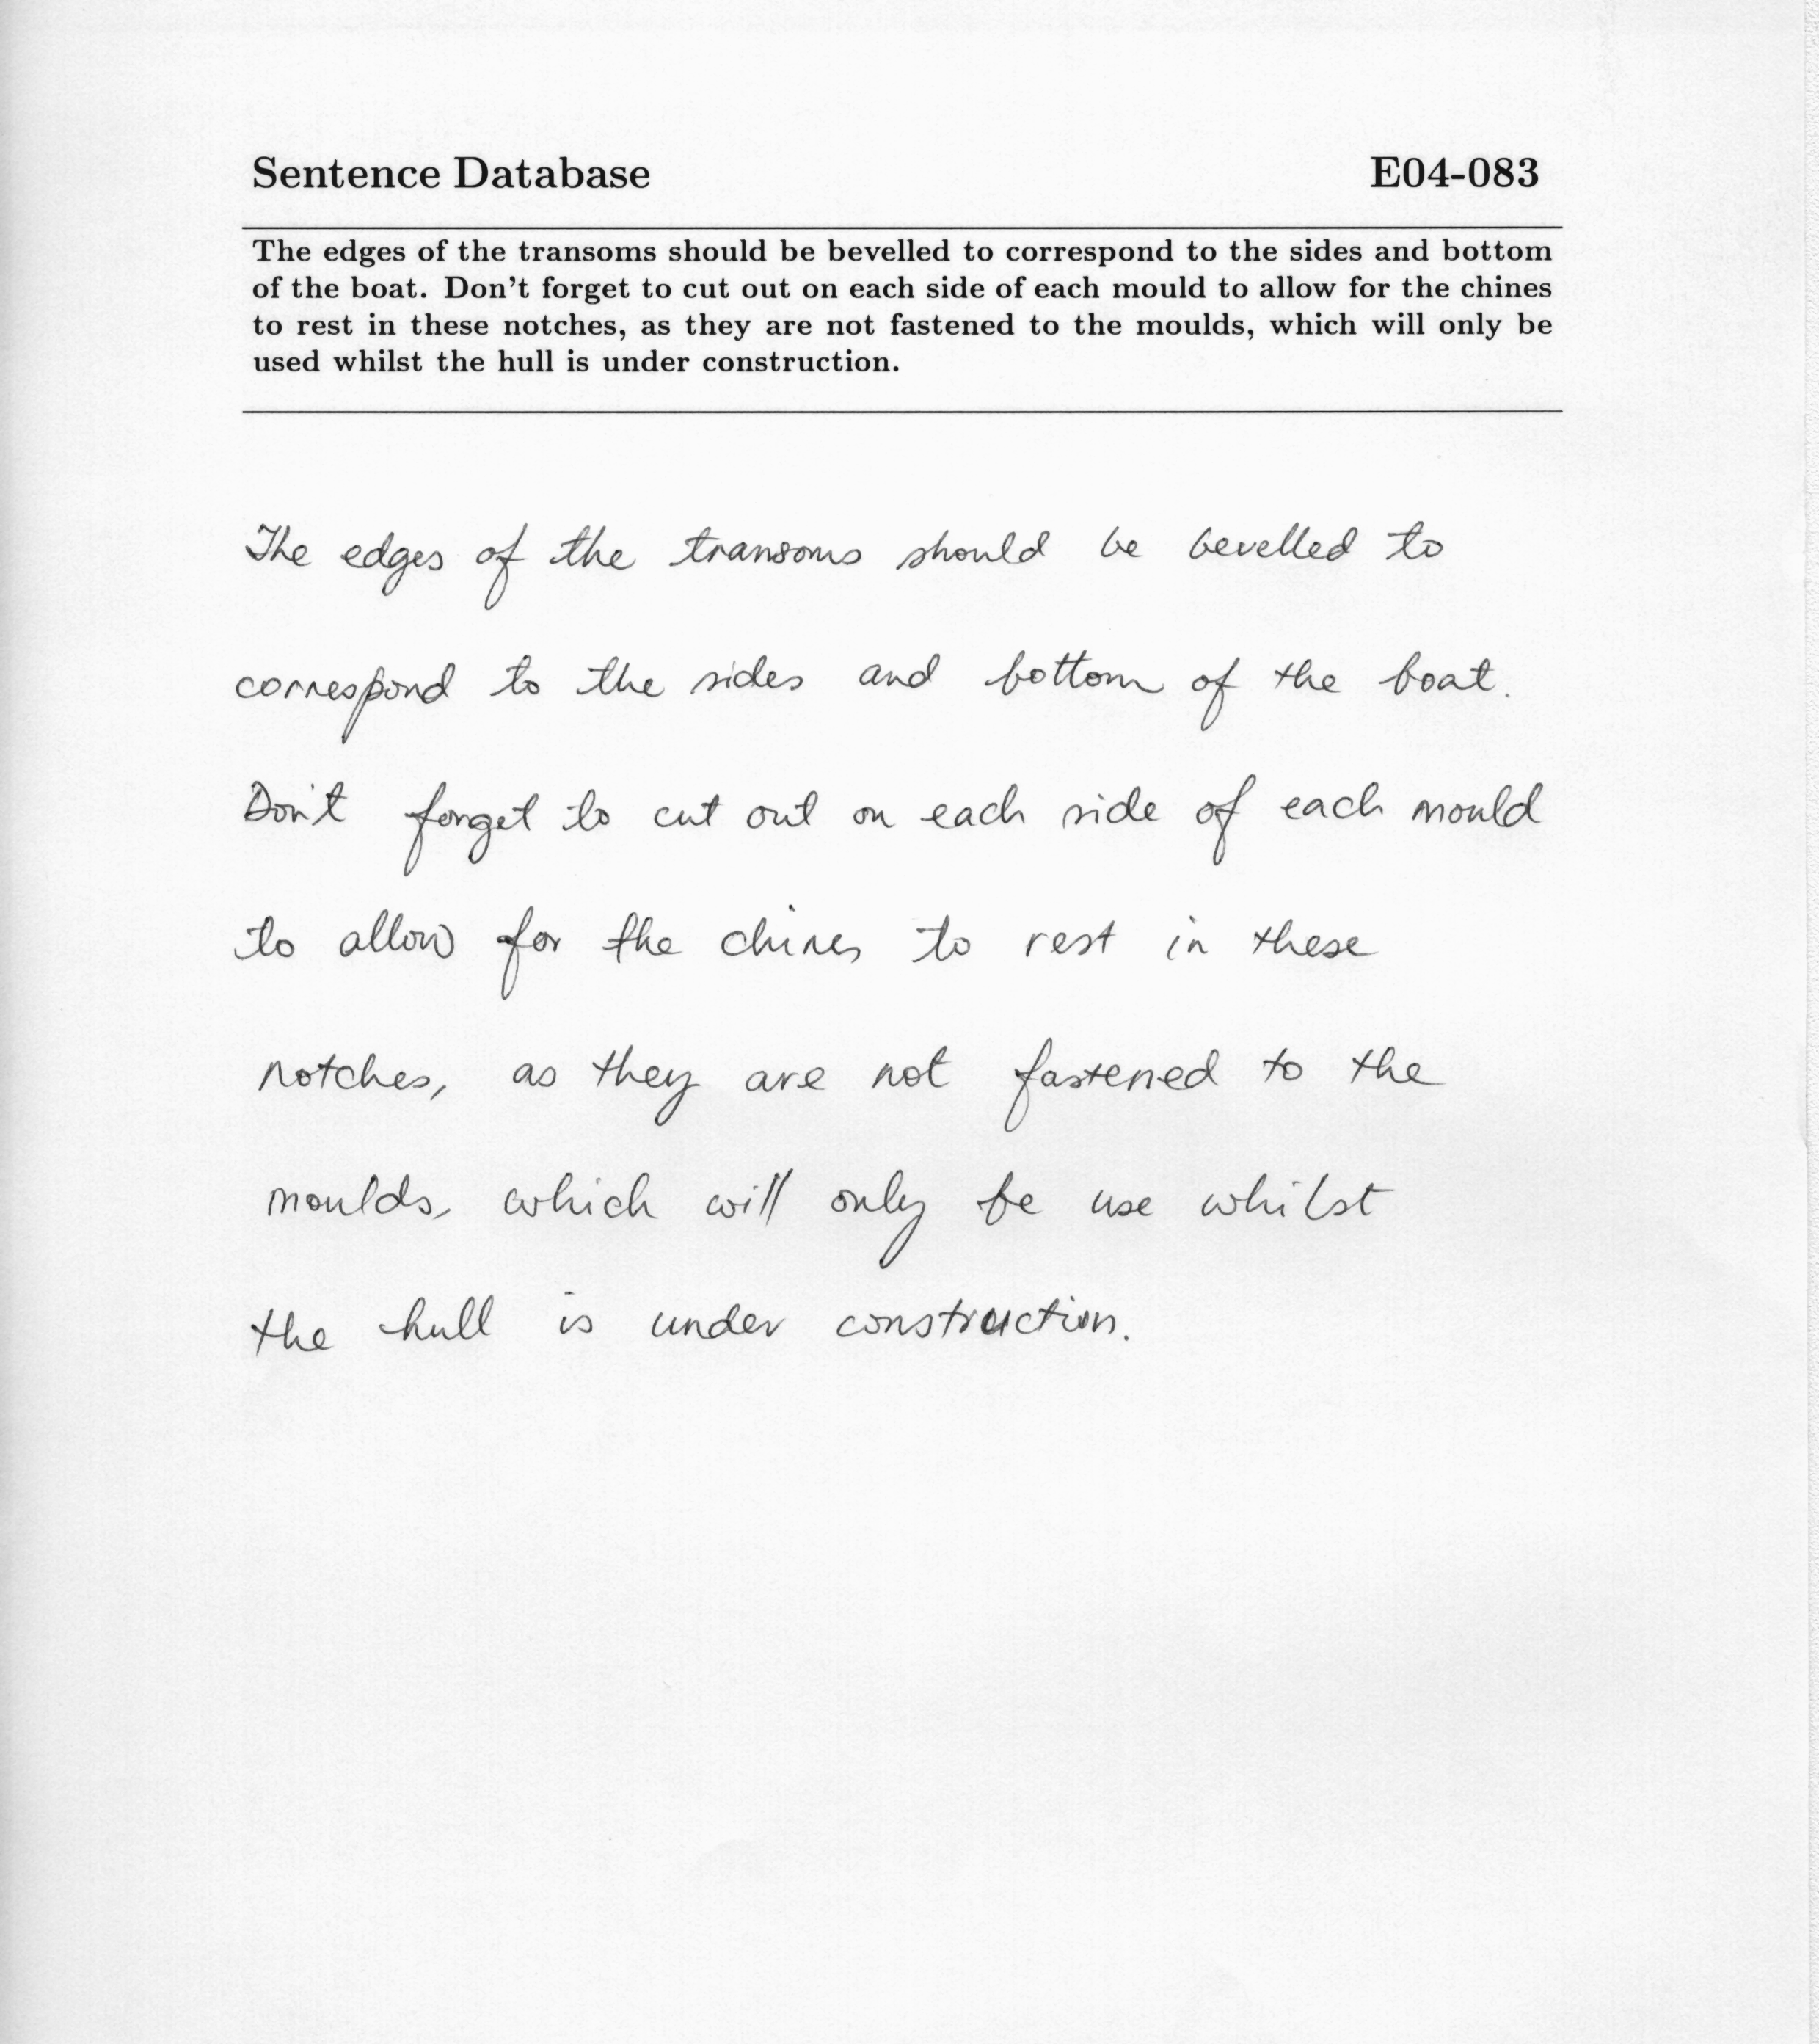 Sentence Database E04-083
The edges of the transoms should be bevelled to correspond to the sides and bottom
of the boat. Don't forget to cut out on each side of each mould to allow for the chines
to rest in these notches, as they are not fastened to the moulds, which will only be
used whilst the hull is under construction.
The edges of the transoms should be bevelled to
correspond to the sides and bottom of the boat.
Don't forget to cut out on each side of each mould
to allow for the chines to rest in these
notches, as they are not fastened to the
moulds, which will only be use whilst
the hull is under construction.